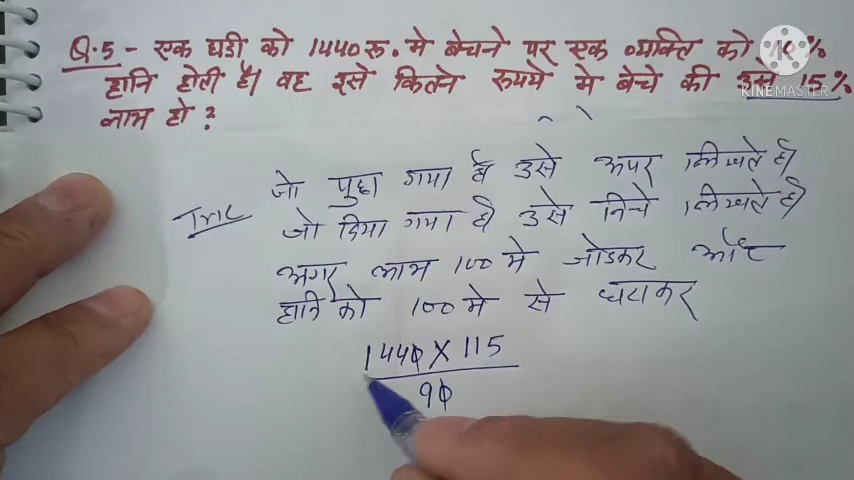 Q.5 - एक घडी को 1440 रू. मे बेचने पर एक व्यक्ति को 10%
हानि होती है। वह इसे कितने रूपये मे बेचे की उसे 15%
लाभ हो ?
KINEMASTER
जो पुछा गया है उसे ऊपर लिखते है।
Tric
जो दिया गया है। उसे निचे लिखते है।
अगर लाभ 100 मे जोडकर और
हानि को 100 मे से घटाकर
1440 X 115
90